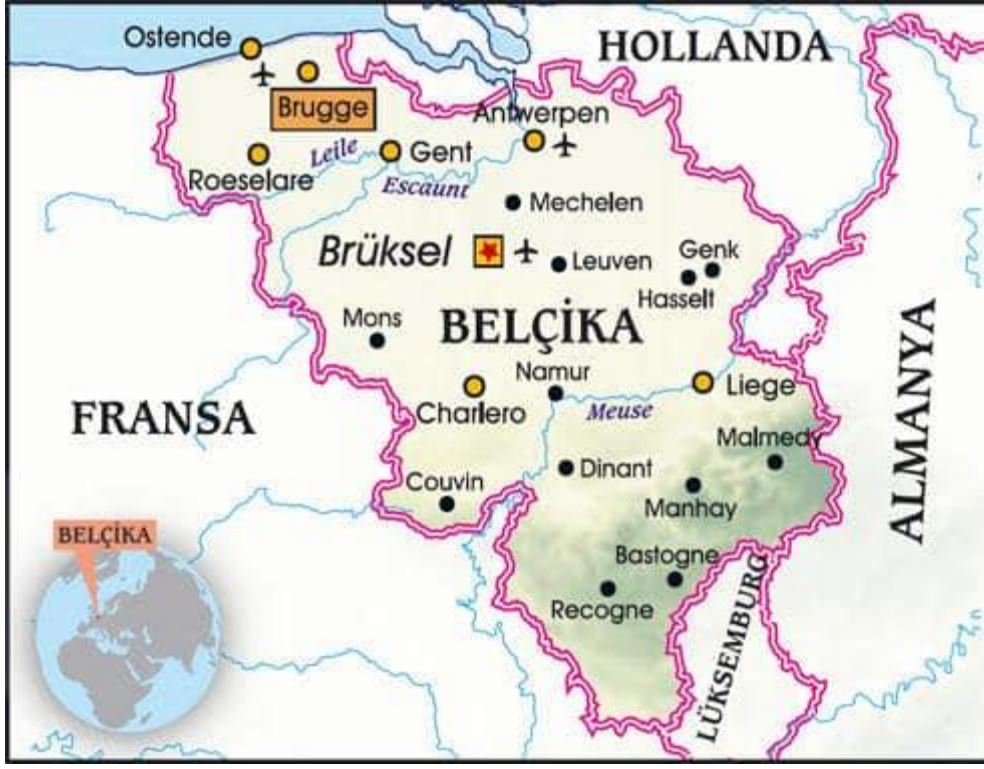 Ostende
HOLLANDA
Brugge
Antwerpen
Leile
Gent
Roeselare
Escaunt
Mechelen
Brüksel
Leuven
Genk
Hasselt
Mons
BELÇİKA
Namur
Liege
FRANSA
Charlero
Meuse
ALMANYA
Malmedy
Dinant
Couvin
Manhay
BELÇİKA
Bastogne
Recogne
LÜKSEMBURG